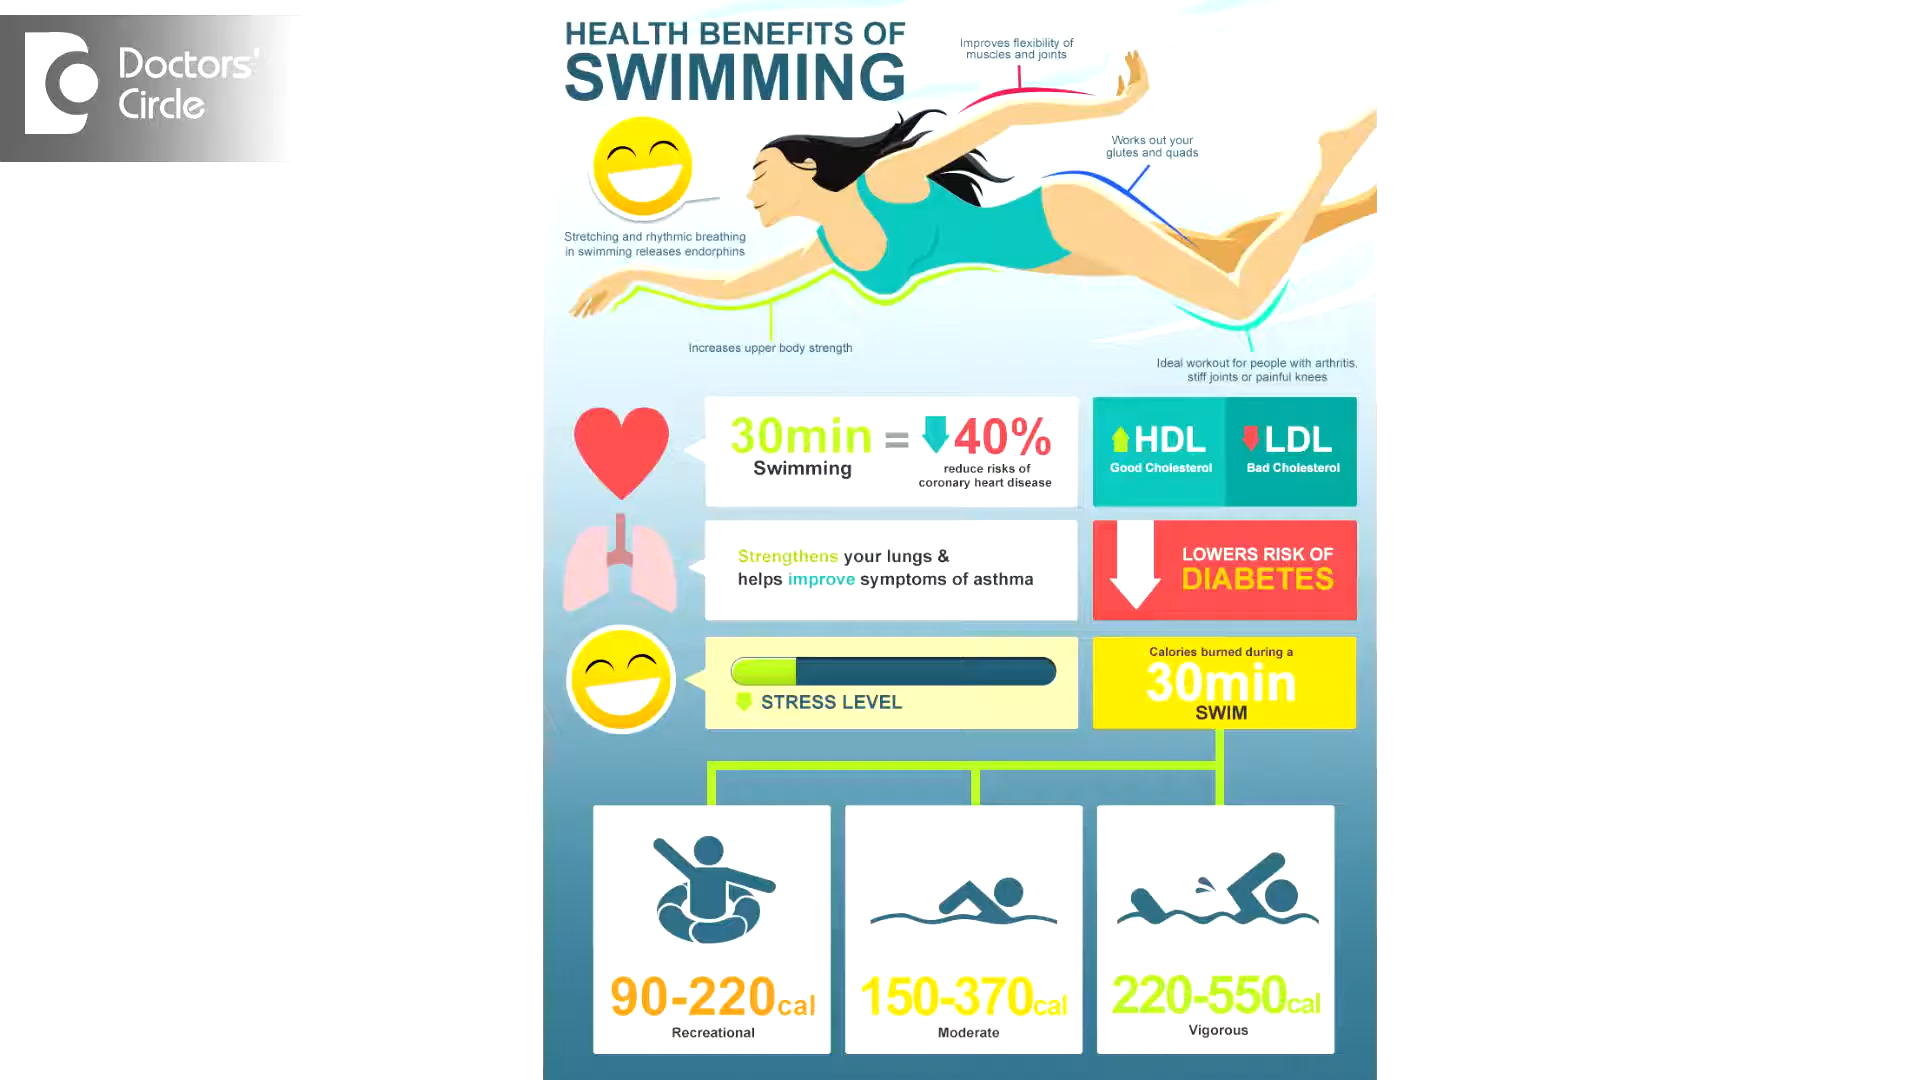 Doctors'
Circle
HEALTH BENEFITS OF
SWIMMING
Improves flexibility of
muscles and joints
Works out your
glutes and quads
Stretching and rhythmic breathing
in swimming releases endorphins
Increases upper body strength
Ideal workout for people with arthritis,
stiff joints or painful knees
30min = 40%
Swimming
reduce risks of
coronary heart disease
HDL
Good Cholesterol
LDL
Bad Cholesterol
Strengthens your lungs &
helps improve symptoms of asthma
LOWERS RISK OF
DIABETES
STRESS LEVEL
Calories burned during a
30min
SWIM
90-220cal
Recreational
150-370cal
Moderate
220-550cal
Vigorous